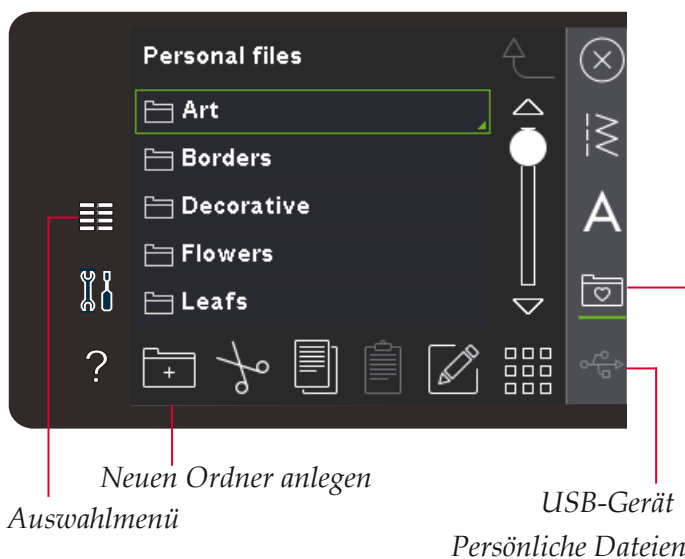 Personal files
Art
Borders
Decorative
Flowers
Leafs
A
?
Neuen Ordner anlegen
Auswahlmenü
USB-Gerät
Persönliche Dateien